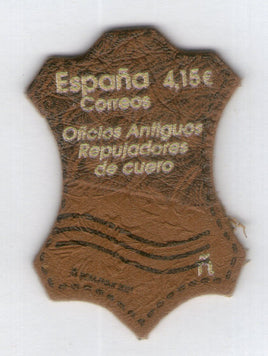 España 4,15€
Correos
Oficios Antiguos
Repujadores
de cuero
ñ